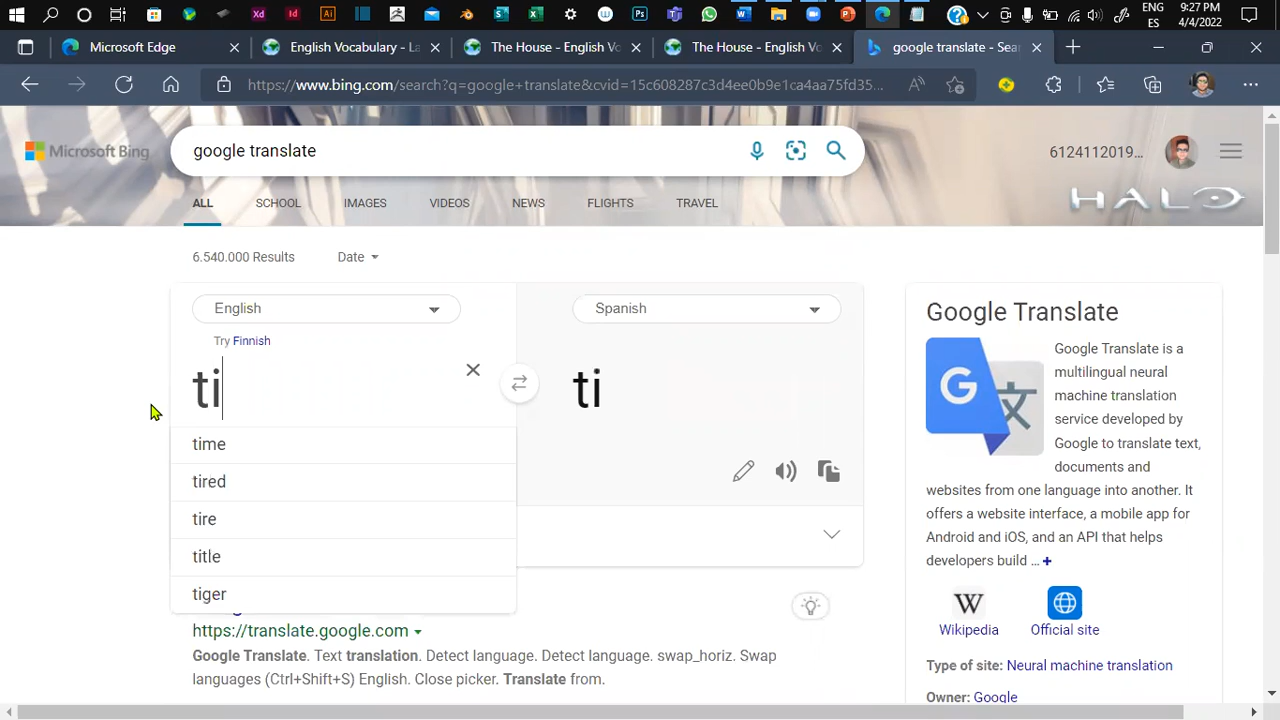 ENG
ES
9:27 PM
4/4/2022
Microsoft Edge
English Vocabulary - La
The House - English Vo
The House - English Vo
google translate - Sear
https://www.bing.com/search?q=google+translate&cvid=15c608287c3d4ee0b9e1ca4aa75fd35...
Microsoft Bing
google translate
6124112019...
HALO
ALL
SCHOOL
IMAGES
VIDEOS
NEWS
FLIGHTS
TRAVEL
6.540.000 Results
Date
English
Spanish
Try Finnish
ti
ti
time
tired
tire
title
tiger
https://translate.google.com
Google Translate. Text translation. Detect language. Detect language. swap_horiz. Swap
languages (Ctrl+Shift+S) English. Close picker. Translate from.
Google Translate
Google Translate is a
multilingual neural
machine translation
service developed by
Google to translate text,
documents and
websites from one language into another. It
offers a website interface, a mobile app for
Android and iOS, and an API that helps
developers build ... +
Wikipedia
Official site
Type of site: Neural machine translation
Owner: Google